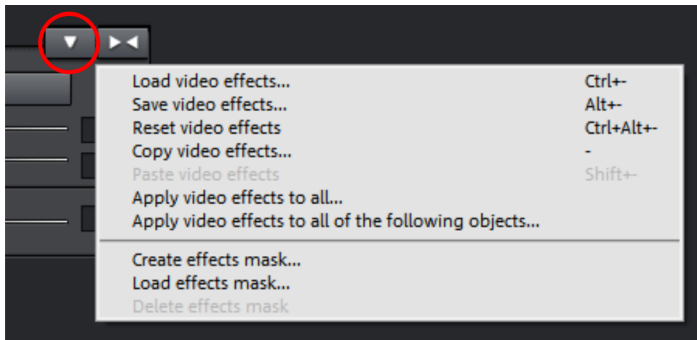 Load video effects... Ctrl+-
Save video effects... Alt+-
Reset video effects Ctrl+Alt+-
Copy video effects... -
Paste video effects Shift+-
Apply video effects to all...
Apply video effects to all of the following objects...
Create effects mask...
Load effects mask...
Delete effects mask